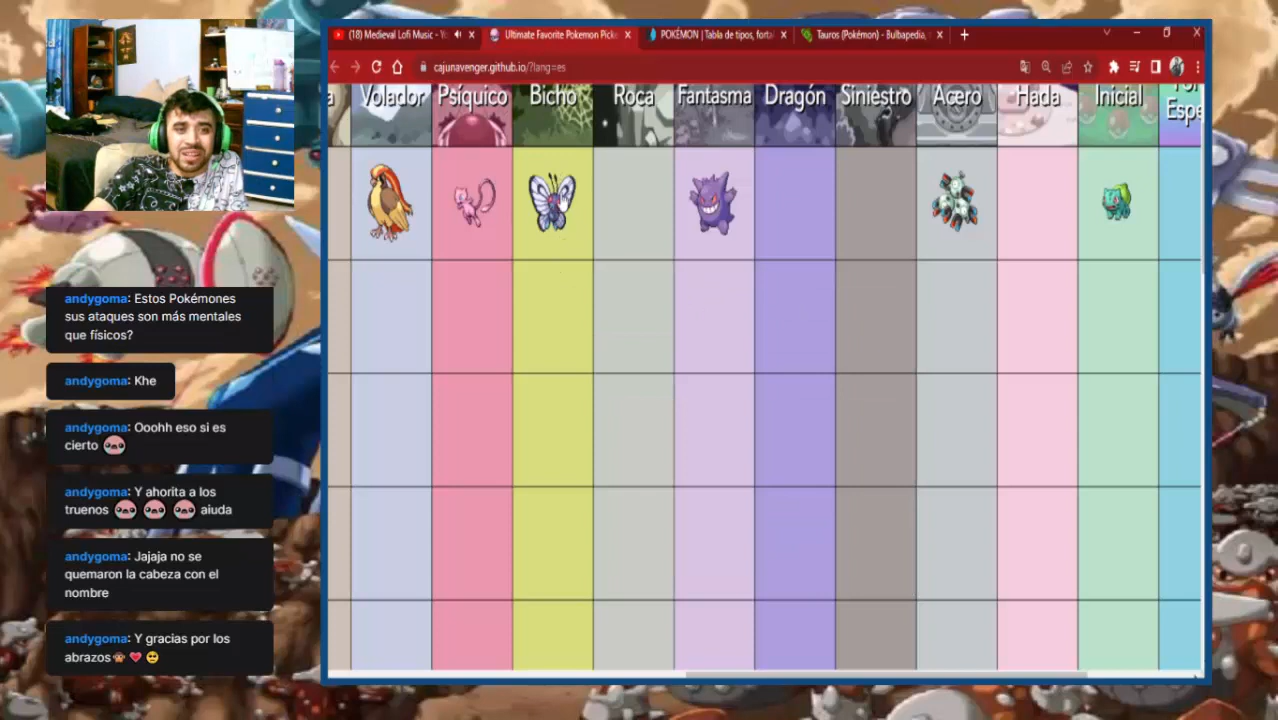 (18) Medieval Lofi Music - Yo
Ultimate Favorite Pokemon Pick
POKÉMON | Tabla de tipos, forta
Tauros (Pokémon) - Bulbapedia,
cajunavenger.github.io/?lang=es
a Volador Psíquico Bicho Roca Fantasma Dragón Siniestro Acero Hada Inicial
Espe
andygoma: Estos Pokémones
sus ataques son más mentales
que físicos?
andygoma: Khe
andygoma: Ooohh eso si es
cierto
andygoma: Y ahorita a los
truenos aiuda
andygoma: Jajaja no se
quemaron la cabeza con el
nombre
andygoma: Y gracias por los
abrazos